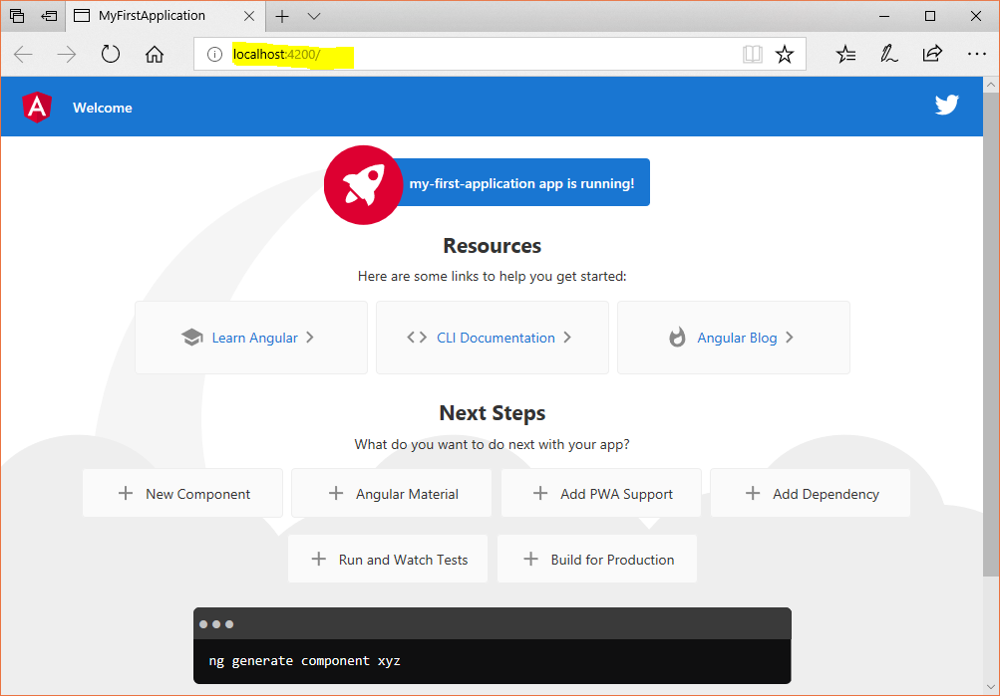 MyFirstApplication
localhost:4200/
Welcome
my-first-application app is running!
Resources
Here are some links to help you get started:
Learn Angular
CLI Documentation
Angular Blog
Next Steps
What do you want to do next with your app?
New Component
Angular Material
Add PWA Support
Add Dependency
Run and Watch Tests
Build for Production
ng generate component xyz